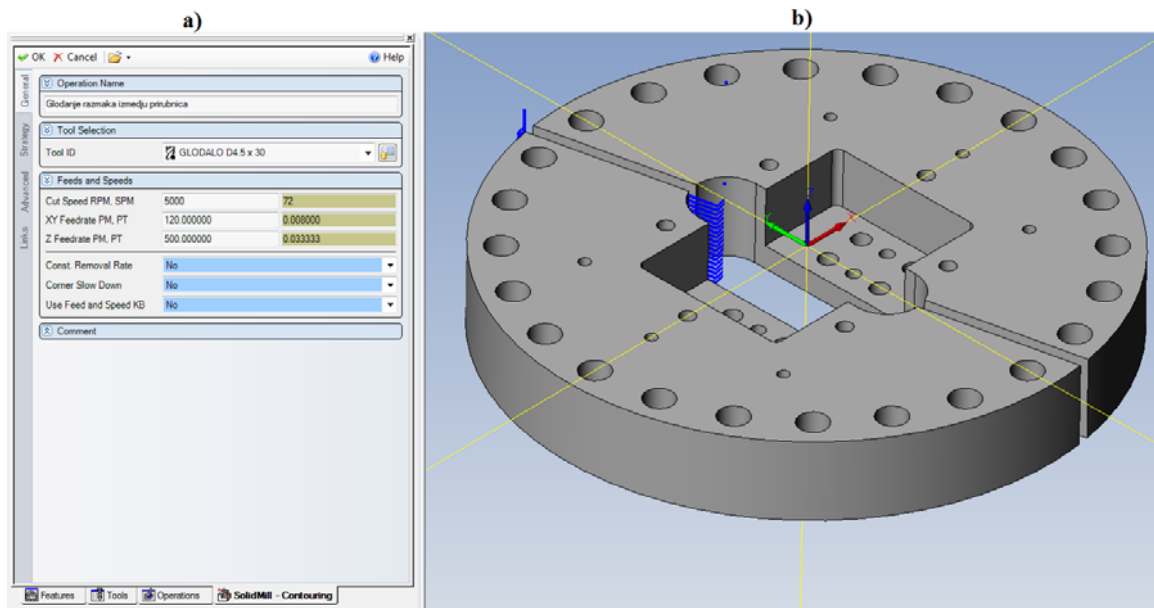 a)
b)
OK Cancel Help
General
Strategy
Advanced
Links
Operation Name
Glodanje razmaka izmedju prirubnica
Tool Selection
Tool ID GLODALO D4.5 x 30
Feeds and Speeds
Cut Speed RPM, SPM 5000 72
XY Feedrate PM, PT 120.000000 0.008000
Z Feedrate PM, PT 500.000000 0.033333
Const. Removal Rate No
Corner Slow Down No
Use Feed and Speed KB No
Comment
Features Tools Operations SolidMill - Contouring
X
Y
Z